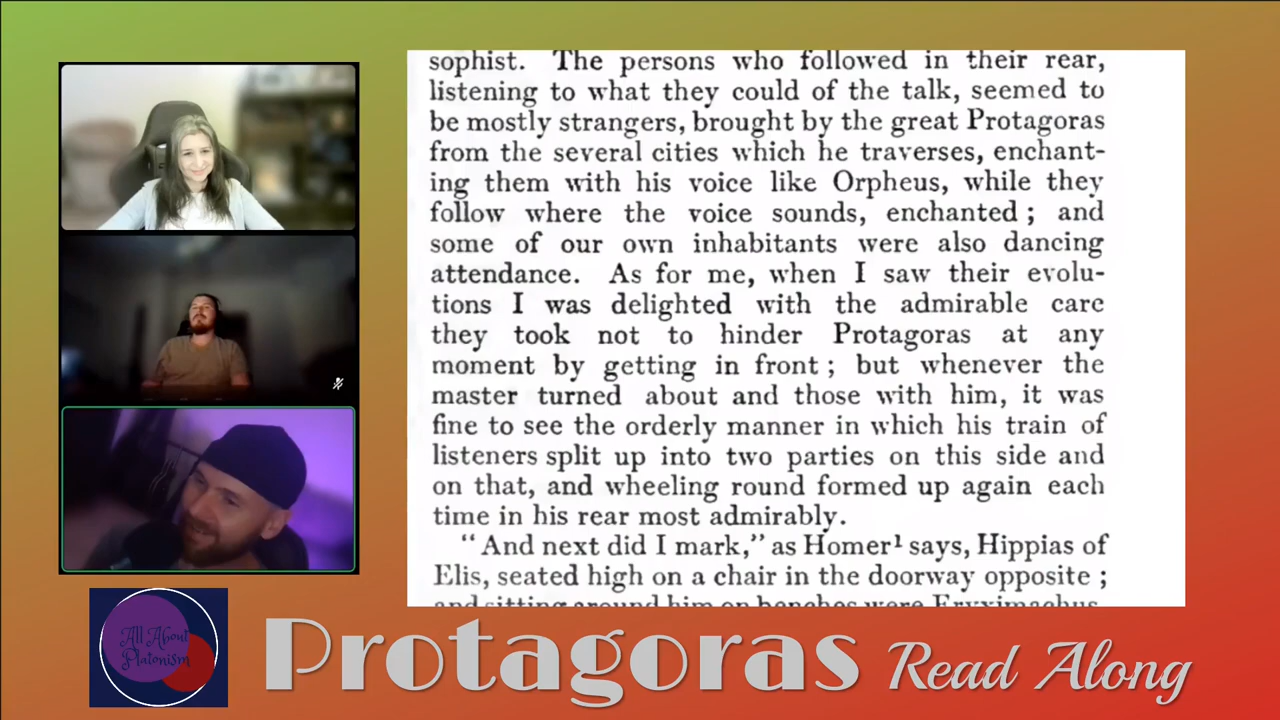 sophist. The persons who followed in their rear,
listening to what they could of the talk, seemed to
be mostly strangers, brought by the great Protagoras
from the several cities which he traverses, enchant-
ing them with his voice like Orpheus, while they
follow where the voice sounds, enchanted ; and
some of our own inhabitants were also dancing
attendance. As for me, when I saw their evolu-
tions I was delighted with the admirable care
they took not to hinder Protagoras at any
moment by getting in front ; but whenever the
master turned about and those with him, it was
fine to see the orderly manner in which his train of
listeners split up into two parties on this side and
on that, and wheeling round formed up again each
time in his rear most admirably.
“And next did I mark,” as Homer¹ says, Hippias of
Elis, seated high on a chair in the doorway opposite ;
and sitting around him on benches were Eryximachus,
All About
Platonism
Protagoras Read Along